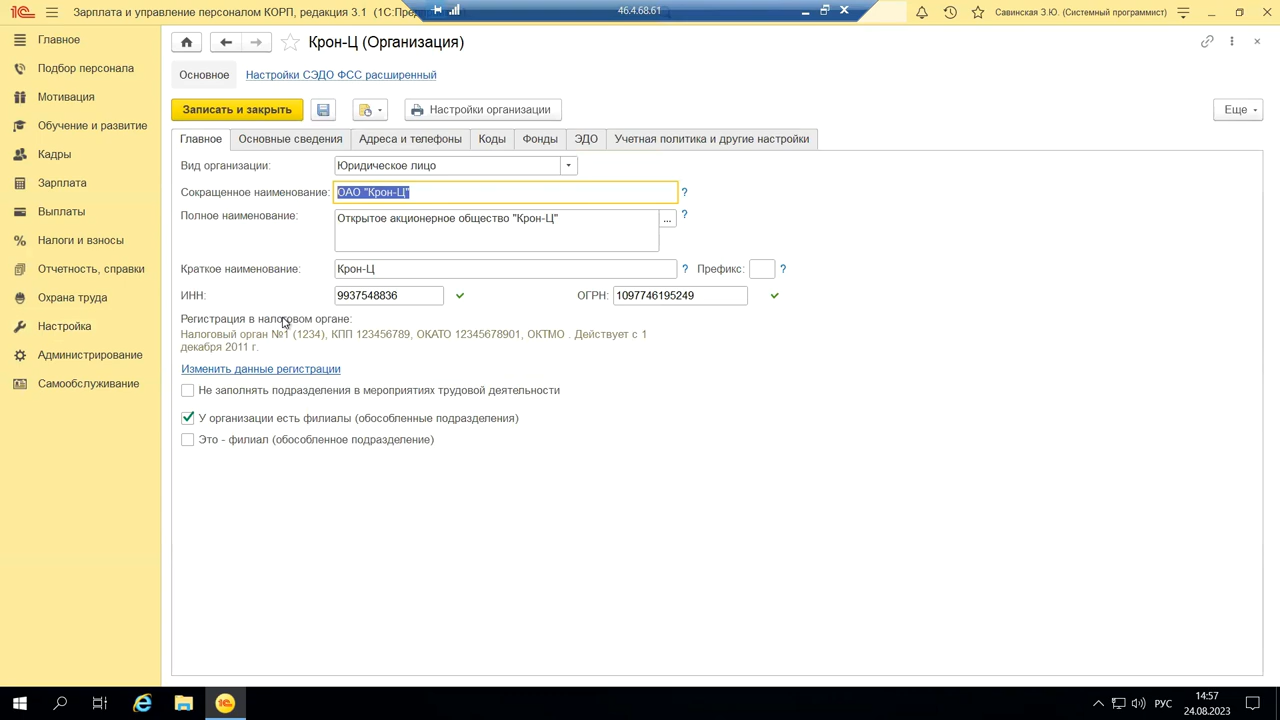 Зарплата и управление персоналом КОРП, редакция 3.1 (1С:Пре
46.4.68.61
Савинская З.Ю. (Системный программист)
Главное
Подбор персонала
Мотивация
Обучение и развитие
Кадры
Зарплата
Выплаты
Налоги и взносы
Отчетность, справки
Охрана труда
Настройка
Администрирование
Самообслуживание
Крон-Ц (Организация)
Основное Настройки СЭДО ФСС расширенный
Записать и закрыть Настройки организации Еще
Главное Основные сведения Адреса и телефоны Коды Фонды ЭДО Учетная политика и другие настройки
Вид организации: Юридическое лицо
Сокращенное наименование: ОАО "Крон-Ц" ?
Полное наименование: Открытое акционерное общество "Крон-Ц" ... ?
Краткое наименование: Крон-Ц ? Префикс: ?
ИНН: 9937548836 ОГРН: 1097746195249
Регистрация в налоговом органе:
Налоговый орган №1 (1234), КПП 123456789, ОКАТО 12345678901, ОКТМО . Действует с 1
декабря 2011 г.
Изменить данные регистрации
Не заполнять подразделения в мероприятиях трудовой деятельности
У организации есть филиалы (обособленные подразделения)
Это - филиал (обособленное подразделение)
РУС
14:57
24.08.2023